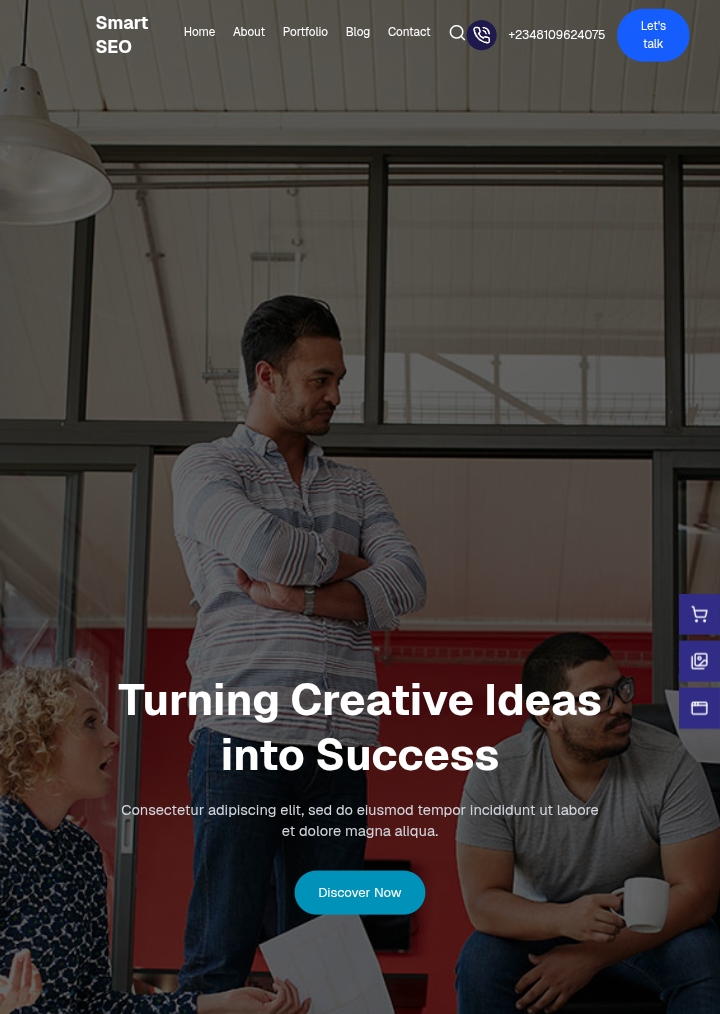 Smart
SEO
Home About Portfolio Blog Contact
+2348109624075
Let's
talk
Turning Creative Ideas
into Success
Consectetur adipiscing elit, sed do eiusmod tempor incididunt ut labore
et dolore magna aliqua.
Discover Now